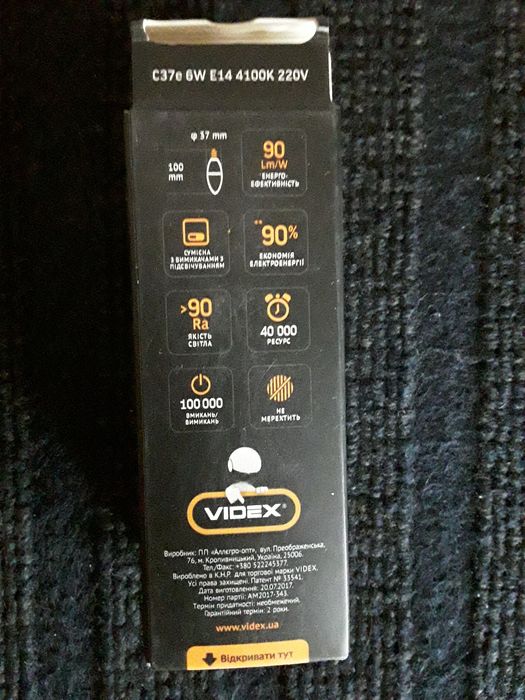 C37e 6W E14 4100K 220V
φ 37 mm
100
mm
90
Lm/W
ЕНЕРГО-
ЕФЕКТИВНІСТЬ
СУМІСНА
З ВИМИКАЧАМИ З
ПІДСВІЧУВАННЯМ
**90%
ЕКОНОМІЯ
ЕЛЕКТРОЕНЕРГІЇ
>90
Ra
ЯКІСТЬ
СВІТЛА
40 000
РЕСУРС
100 000
ВМИКАНЬ/
ВИМИКАНЬ
НЕ
МЕРЕХТИТЬ
VIDEX®
Виробник: ПП «Аллєгро-опт», вул. Преображенська,
76, м. Кропивницький, Україна, 25006.
Тел./Факс: +380 522245377.
Вироблено в К.Н.Р. для торгової марки VIDEX.
Усі права захищені. Патент № 33541.
Дата виготовлення: 20.07.2017.
Номер партії: AM2017-343.
Термін придатності: необмежений.
Гарантійний термін: 2 роки.
www.videx.ua
Відкривати тут